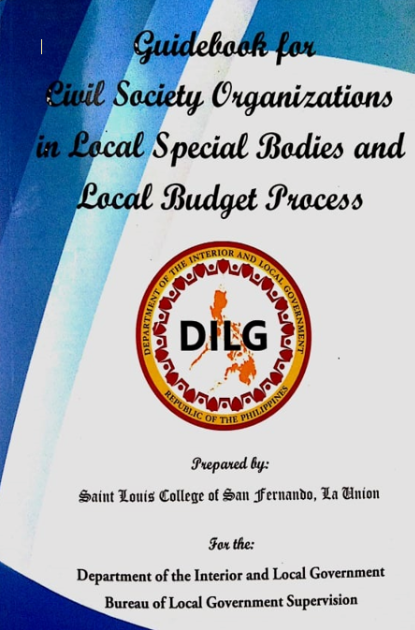 Guidebook for
Civil Society Organizations
in Local Special Bodies and
Local Budget Process
DEPARTMENT OF THE INTERIOR AND LOCAL GOVERNMENT
DILG
REPUBLIC OF THE PHILIPPINES
Prepared by:
Saint Louis College of San Fernando, La Union
For the:
Department of the Interior and Local Government
Bureau of Local Government Supervision